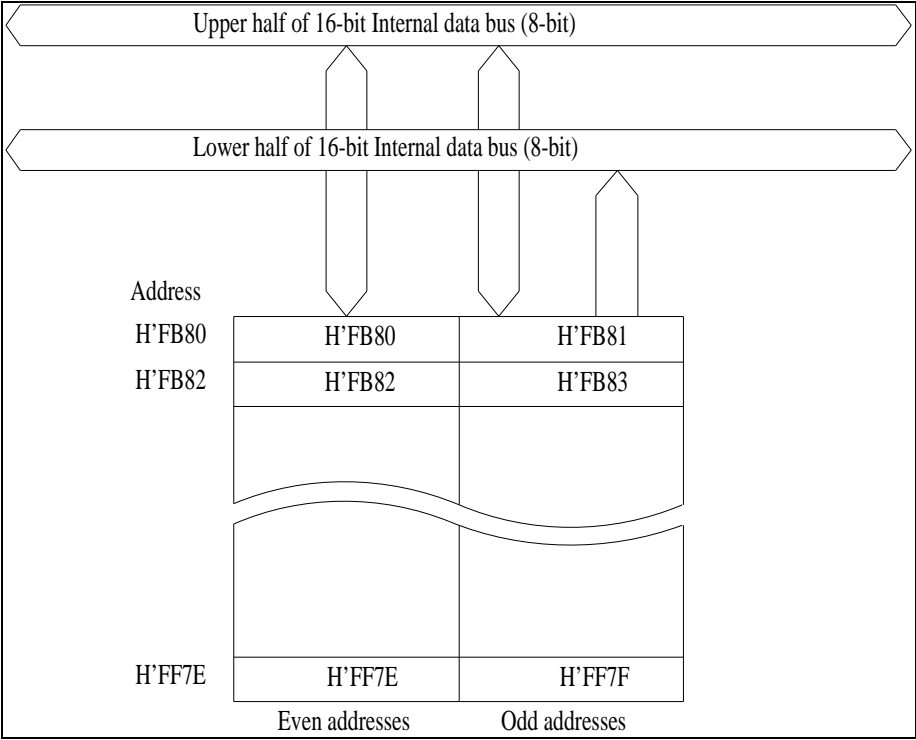 Upper half of 16-bit Internal data bus (8-bit)
Lower half of 16-bit Internal data bus (8-bit)
Address
H’FB80 H’FB80 H’FB81
H’FB82 H’FB82 H’FB83
H’FF7E H’FF7E H’FF7F
Even addresses Odd addresses